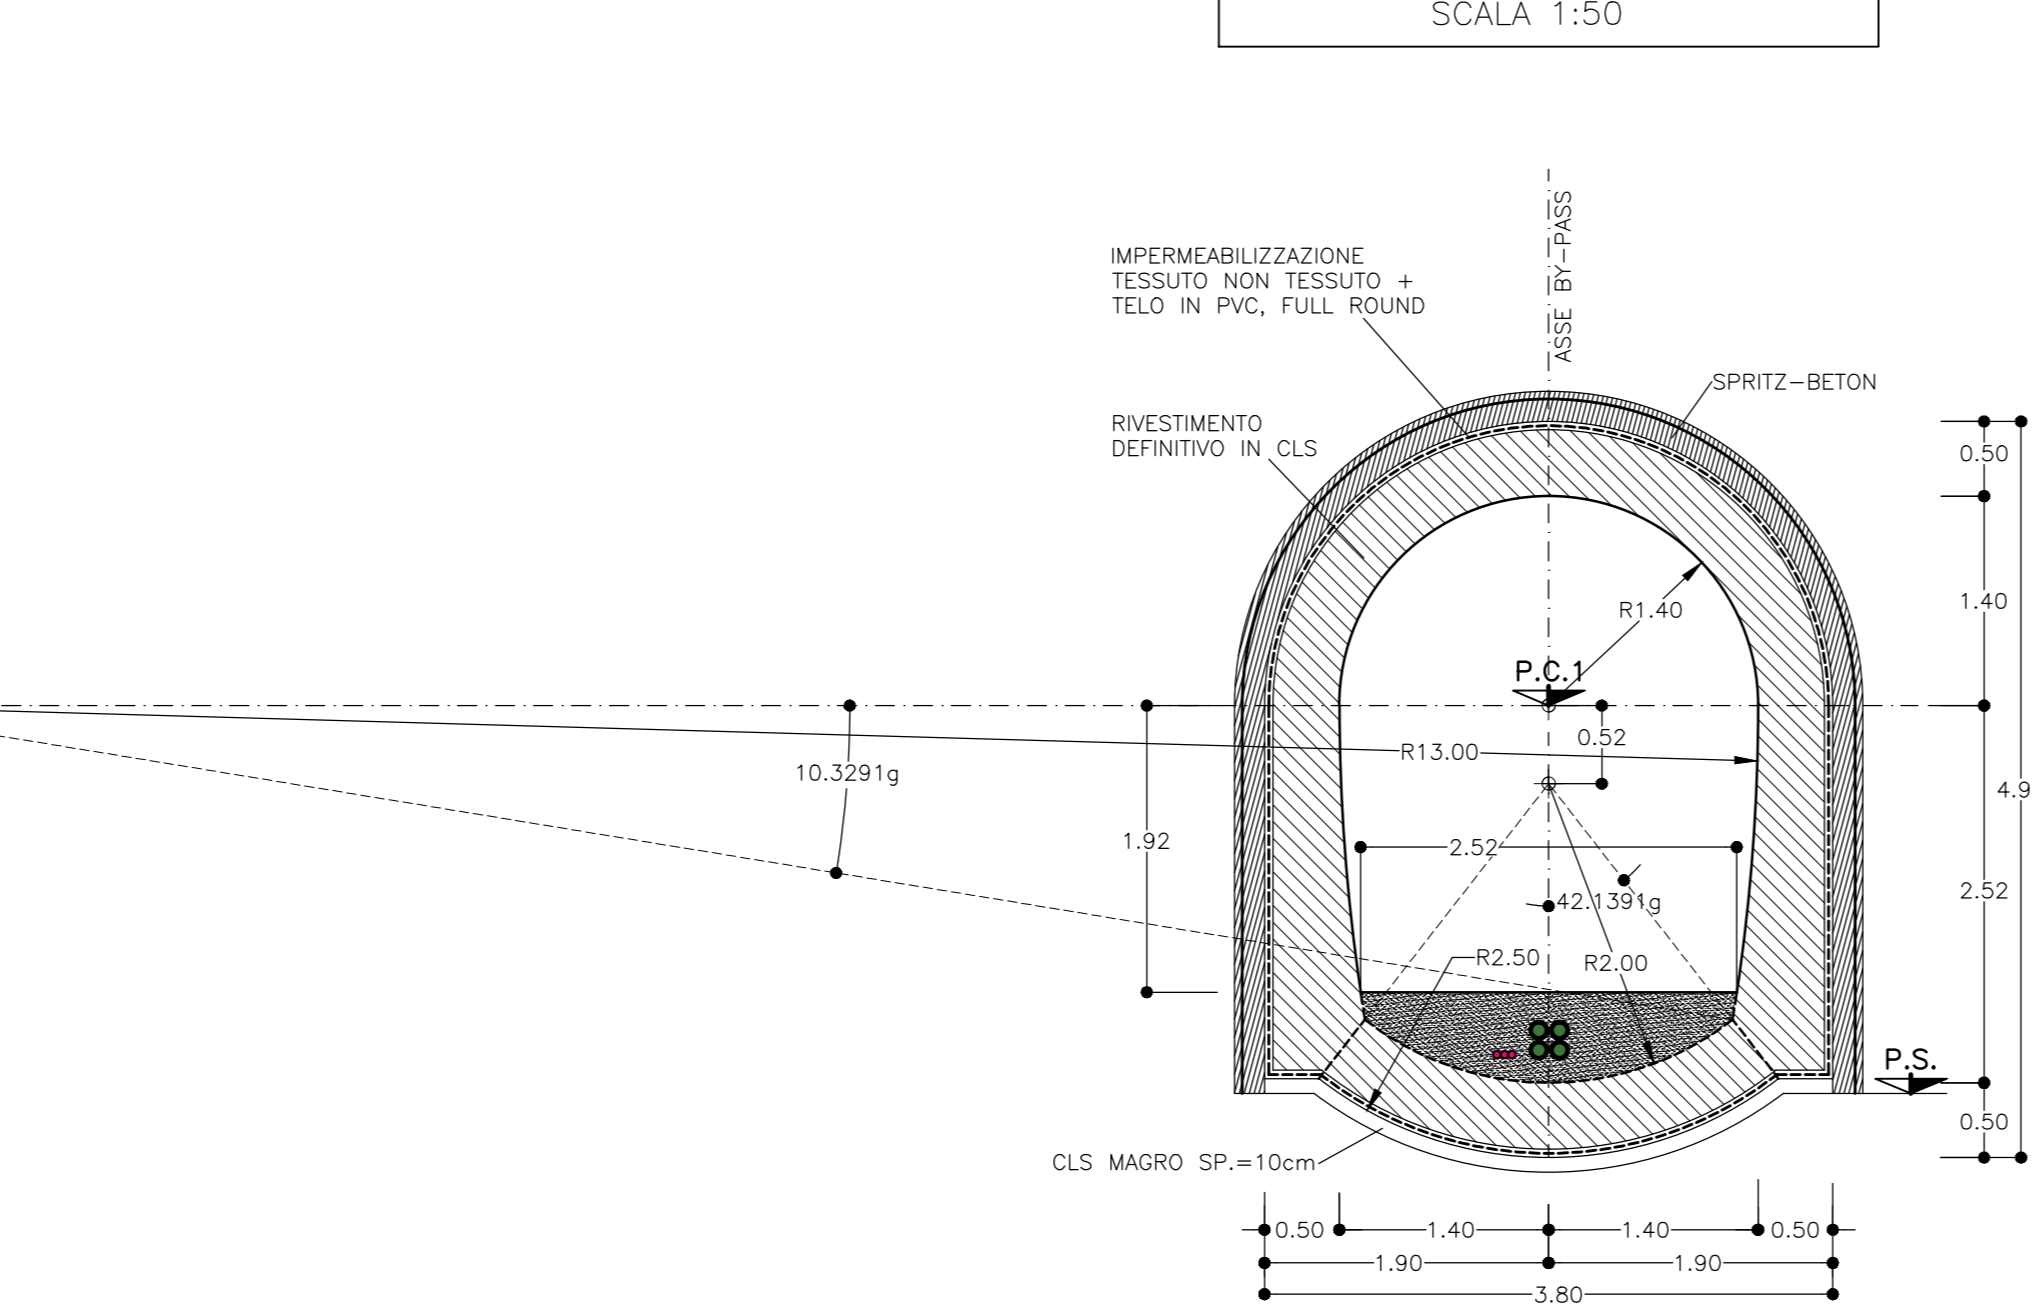 SCALA 1:50
ASSE BY-PASS
IMPERMEABILIZZAZIONE
TESSUTO NON TESSUTO +
TELO IN PVC, FULL ROUND
SPRITZ-BETON
RIVESTIMENTO
DEFINITIVO IN CLS
0.50
1.40
R1.40
P.C.1
0.52
R13.00
10.3291g
4.9
1.92
2.52
2.52
42.1391g
R2.50
R2.00
P.S.
0.50
CLS MAGRO SP.=10cm
0.50
1.40
1.40
0.50
1.90
1.90
3.80